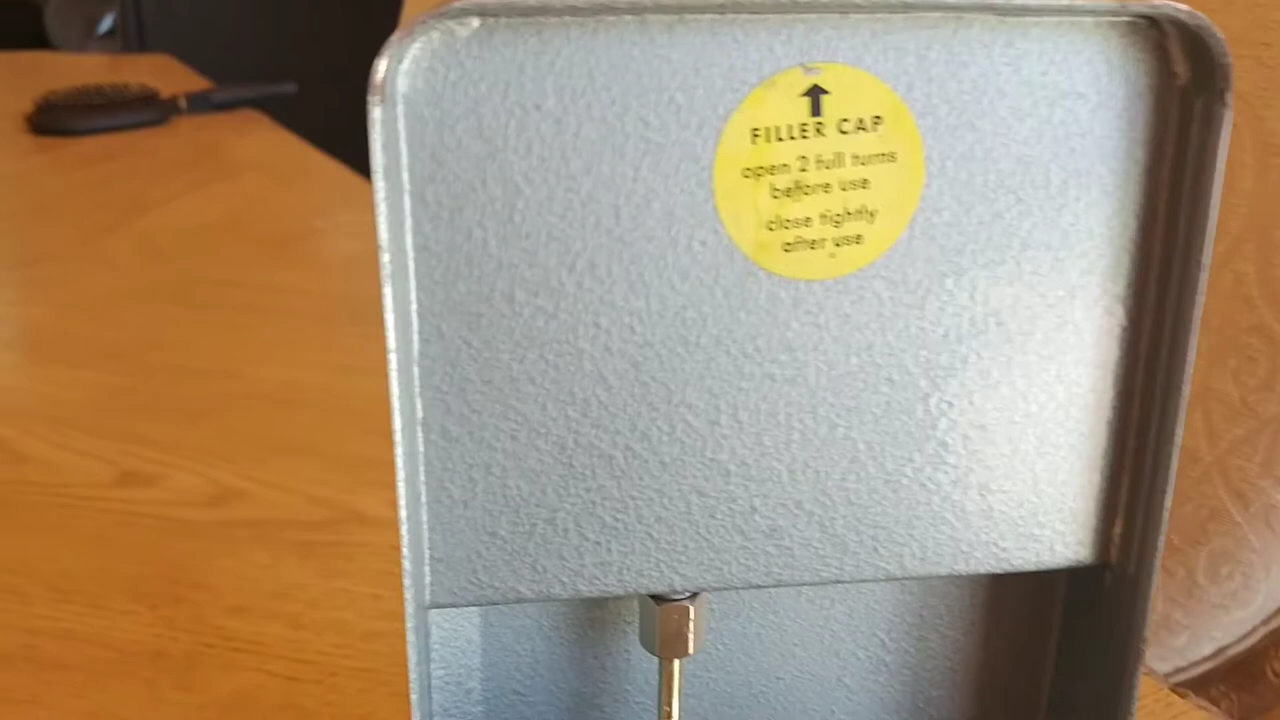 FILLER CAP
open 2 full turns
before use
close tightly
after use